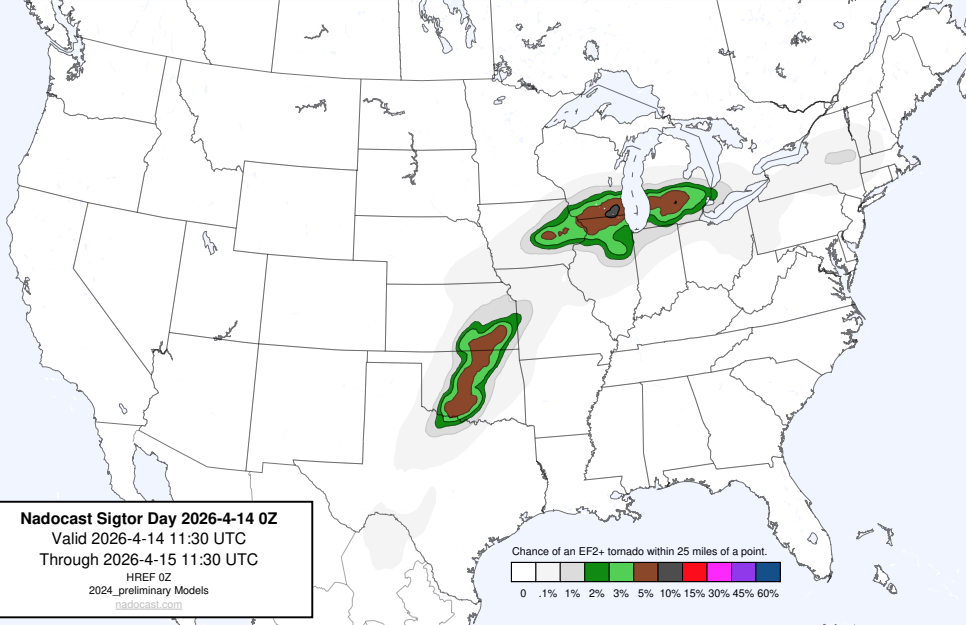 Nadocast Sigtor Day 2026-4-14 0Z
Valid 2026-4-14 11:30 UTC
Through 2026-4-15 11:30 UTC
HREF 0Z
2024_preliminary Models
nadocast.com
Chance of an EF2+ tornado within 25 miles of a point.
0 .1% 1% 2% 3% 5% 10% 15% 30% 45% 60%